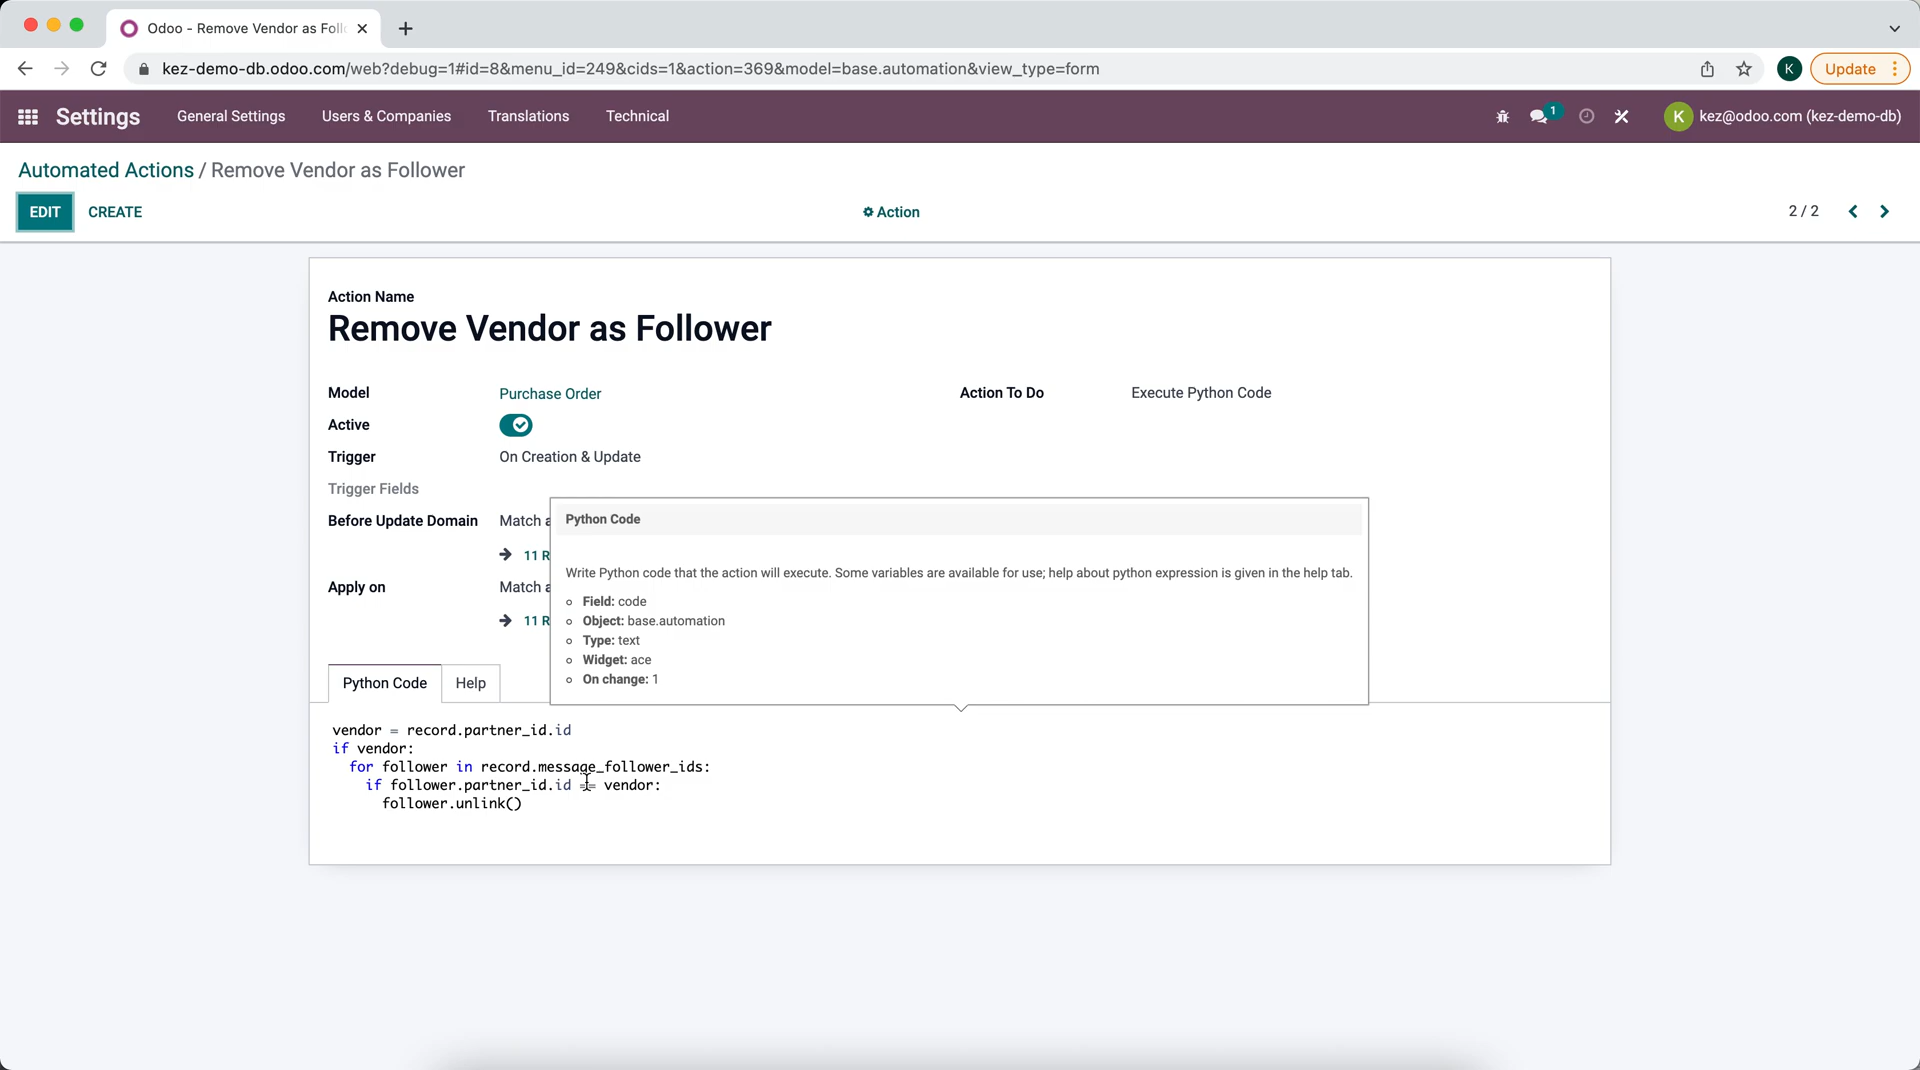 Odoo - Remove Vendor as Foll
kez-demo-db.odoo.com/web?debug=1#id=8&menu_id=249&cids=1&action=369&model=base.automation&view_type=form
K
Update
Settings
General Settings
Users & Companies
Translations
Technical
1
K
kez@odoo.com (kez-demo-db)
Automated Actions / Remove Vendor as Follower
EDIT
CREATE
Action
2 / 2
Action Name
Remove Vendor as Follower
Model
Purchase Order
Action To Do
Execute Python Code
Active
Trigger
On Creation & Update
Trigger Fields
Before Update Domain
Match a
11 R
Apply on
Match a
11 R
Python Code
Write Python code that the action will execute. Some variables are available for use; help about python expression is given in the help tab.
Field: code
Object: base.automation
Type: text
Widget: ace
On change: 1
Python Code
Help
vendor = record.partner_id.id
if vendor:
for follower in record.message_follower_ids:
if follower.partner_id.id == vendor:
follower.unlink()